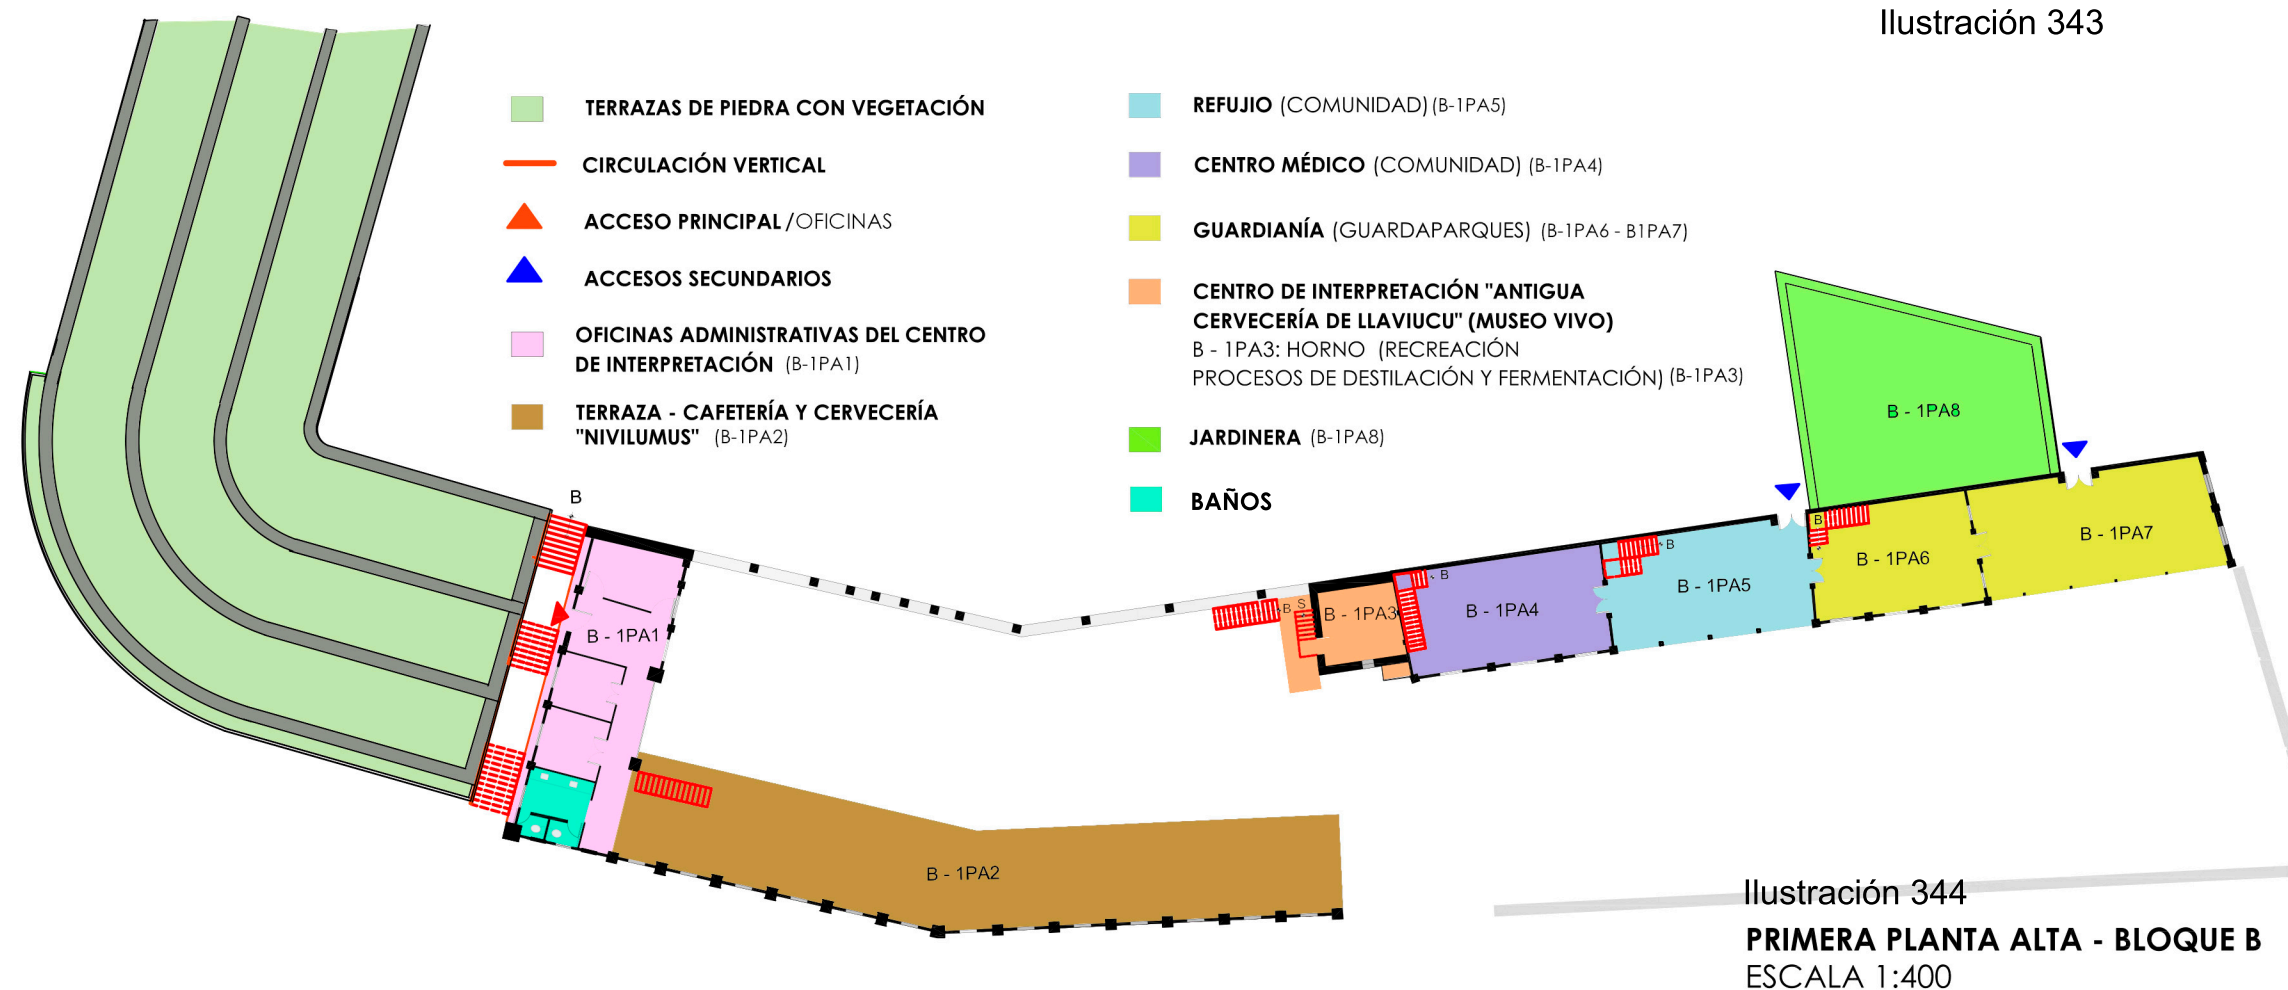 Ilustración 343
TERRAZAS DE PIEDRA CON VEGETACIÓN
CIRCULACIÓN VERTICAL
ACCESO PRINCIPAL/OFICINAS
ACCESOS SECUNDARIOS
OFICINAS ADMINISTRATIVAS DEL CENTRO
DE INTERPRETACIÓN (B-1PA1)
TERRAZA - CAFETERÍA Y CERVECERÍA
"NIVILUMUS" (B-1PA2)
REFUJIO (COMUNIDAD) (B-1PA5)
CENTRO MÉDICO (COMUNIDAD) (B-1PA4)
GUARDIANÍA (GUARDAPARQUES) (B-1PA6 - B1PA7)
CENTRO DE INTERPRETACIÓN "ANTIGUA
CERVECERÍA DE LLAVIUCU" (MUSEO VIVO)
B - 1PA3: HORNO (RECREACIÓN
PROCESOS DE DESTILACIÓN Y FERMENTACIÓN) (B-1PA3)
JARDINERA (B-1PA8)
BAÑOS
B - 1PA8
B
B - 1PA1
B
S
B - 1PA3
B
B - 1PA4
B
B - 1PA5
B
B - 1PA6
B - 1PA7
B - 1PA2
Ilustración 344
PRIMERA PLANTA ALTA - BLOQUE B
ESCALA 1:400